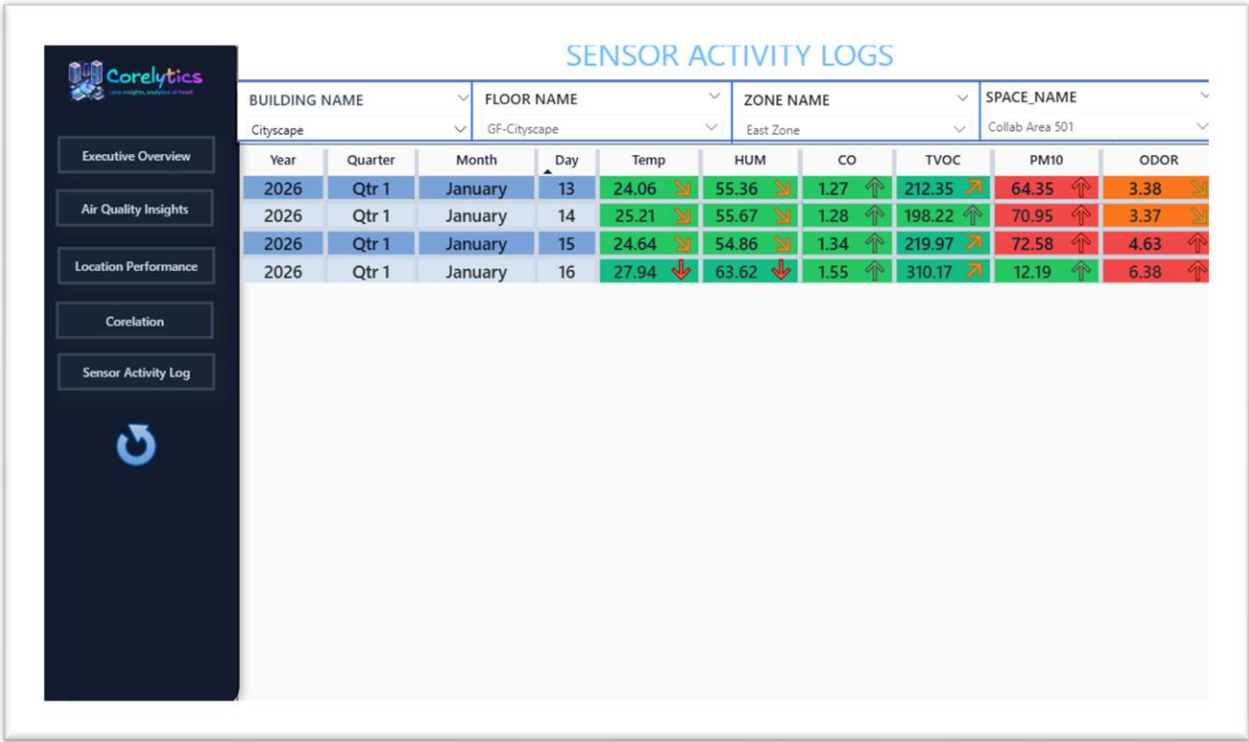 SENSOR ACTIVITY LOGS
Corelytics
core insights, analytics at heart
BUILDING NAME FLOOR NAME ZONE NAME SPACE_NAME
Cityscape GF-Cityscape East Zone Collab Area 501
Executive Overview
Air Quality Insights
Location Performance
Corelation
Sensor Activity Log
Year Quarter Month Day Temp HUM CO TVOC PM10 ODOR
2026 Qtr 1 January 13 24.06 55.36 1.27 212.35 64.35 3.38
2026 Qtr 1 January 14 25.21 55.67 1.28 198.22 70.95 3.37
2026 Qtr 1 January 15 24.64 54.86 1.34 219.97 72.58 4.63
2026 Qtr 1 January 16 27.94 63.62 1.55 310.17 12.19 6.38